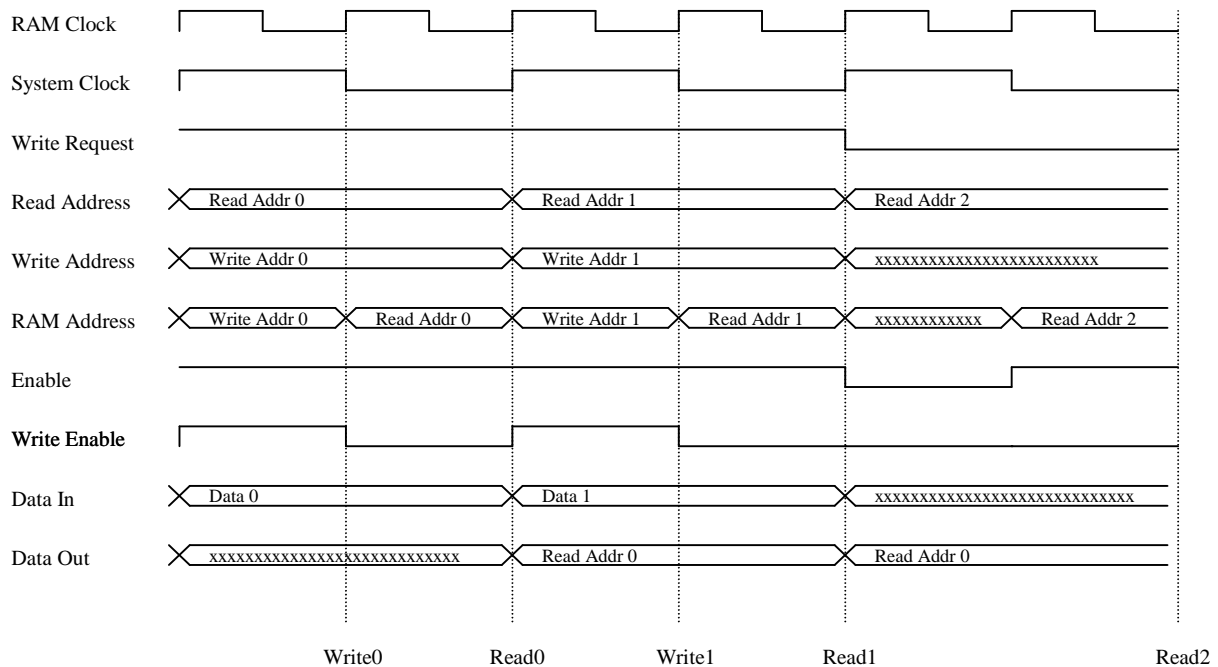 RAM Clock
System Clock
Write Request
Read Address Read Addr 0 Read Addr 1 Read Addr 2
Write Address Write Addr 0 Write Addr 1 xxxxxxxxxxxxxxxxxxxxxxxxx
RAM Address Write Addr 0 Read Addr 0 Write Addr 1 Read Addr 1 xxxxxxxxxxxx Read Addr 2
Enable
Write Enable
Data In Data 0 Data 1 xxxxxxxxxxxxxxxxxxxxxxxxxxxxx
Data Out xxxxxxxxxxxxxxxxxxxxxxxxxxxx Read Addr 0 Read Addr 0
Write0 Read0 Write1 Read1 Read2